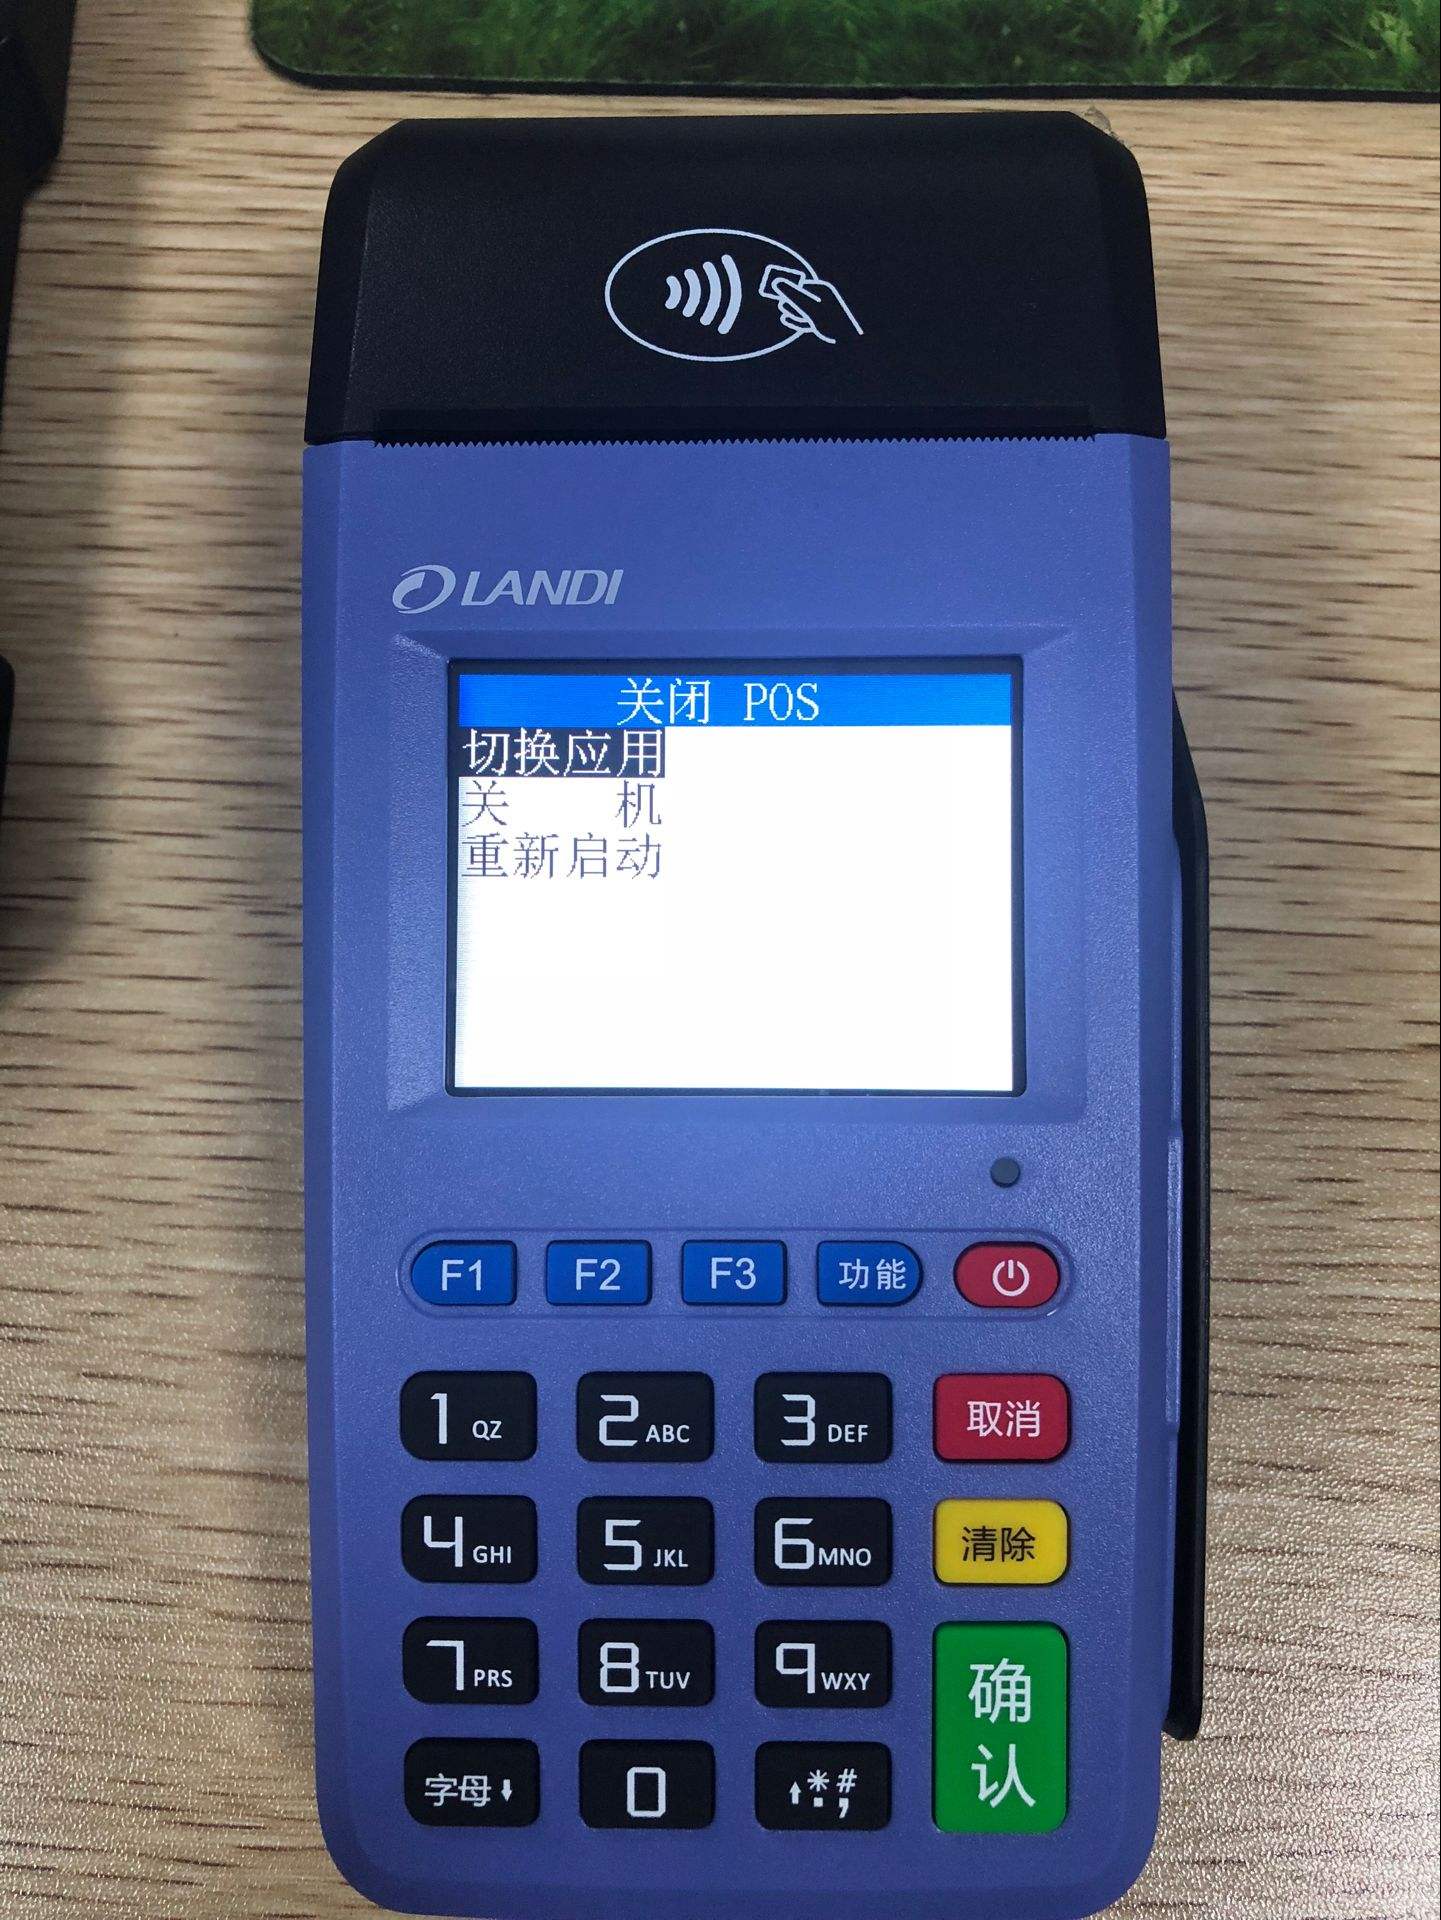 LANDI
关闭 POS
切换应用
关 机
重新启动
F1 F2 F3 功能
1 QZ 2 ABC 3 DEF 取消
4 GHI 5 JKL 6 MNO 清除
7 PRS 8 TUV 9 WXY 确认
字母 ↓ 0 ↑ * # . ,